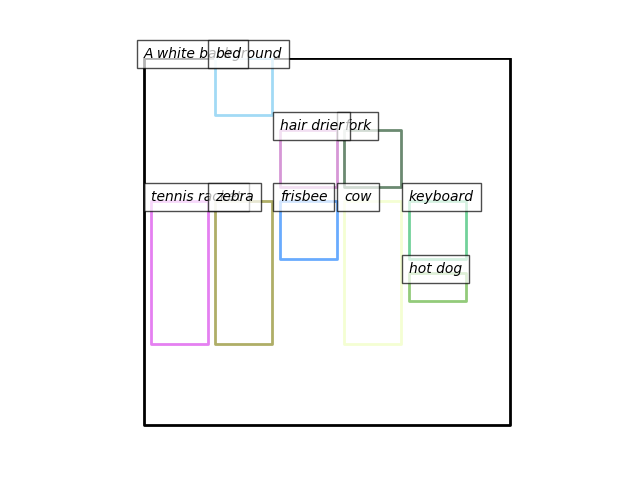 A white background
bed
hair drier
fork
tennis racket
zebra
frisbee
cow
keyboard
hot dog